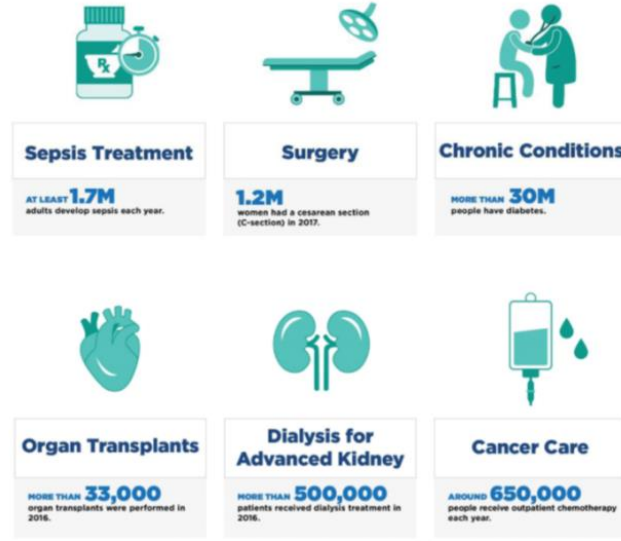 Rx
Sepsis Treatment
AT LEAST 1.7M
adults develop sepsis each year.
Surgery
1.2M
women had a cesarean section
(C-section) in 2017.
Chronic Conditions
MORE THAN 30M
people have diabetes.
Organ Transplants
MORE THAN 33,000
organ transplants were performed in
2016.
Dialysis for
Advanced Kidney
MORE THAN 500,000
patients received dialysis treatment in
2016.
Cancer Care
AROUND 650,000
people receive outpatient chemotherapy
each year.